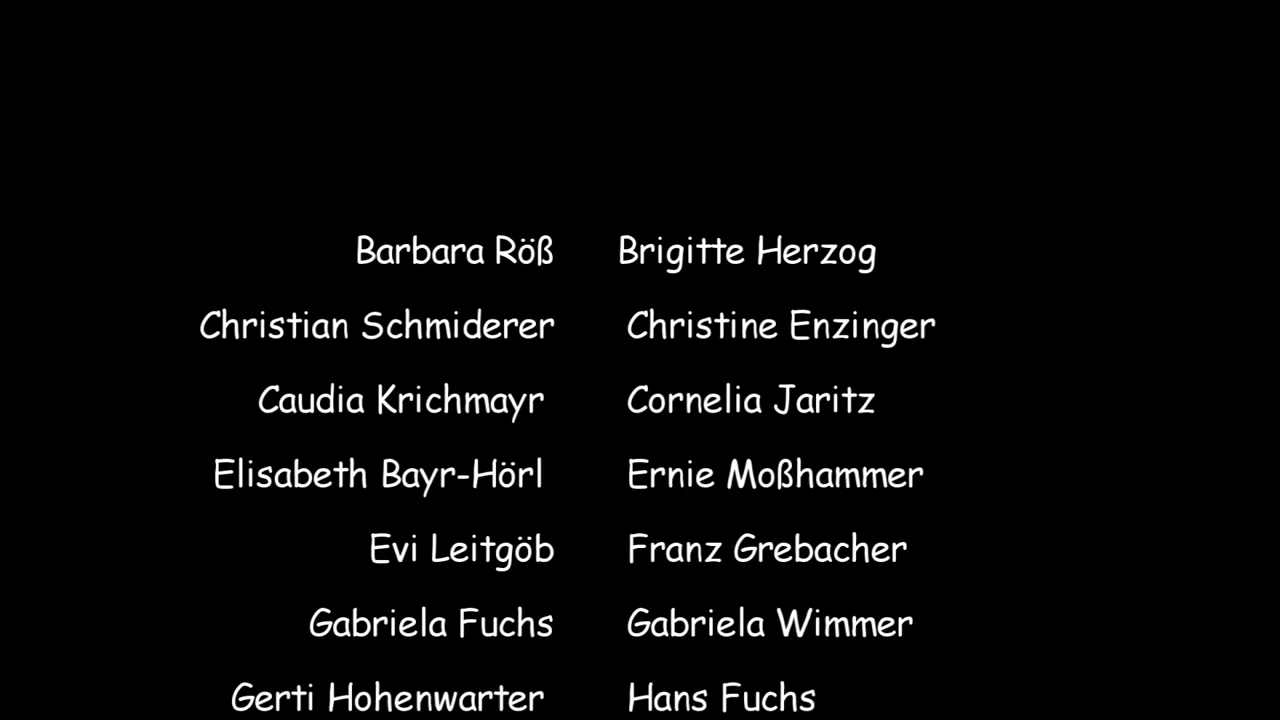 Barbara Röß Brigitte Herzog
Christian Schmiderer Christine Enzinger
Caudia Krichmayr Cornelia Jaritz
Elisabeth Bayr-Hörl Ernie Moßhammer
Evi Leitgöb Franz Grebacher
Gabriela Fuchs Gabriela Wimmer
Gerti Hohenwarter Hans Fuchs